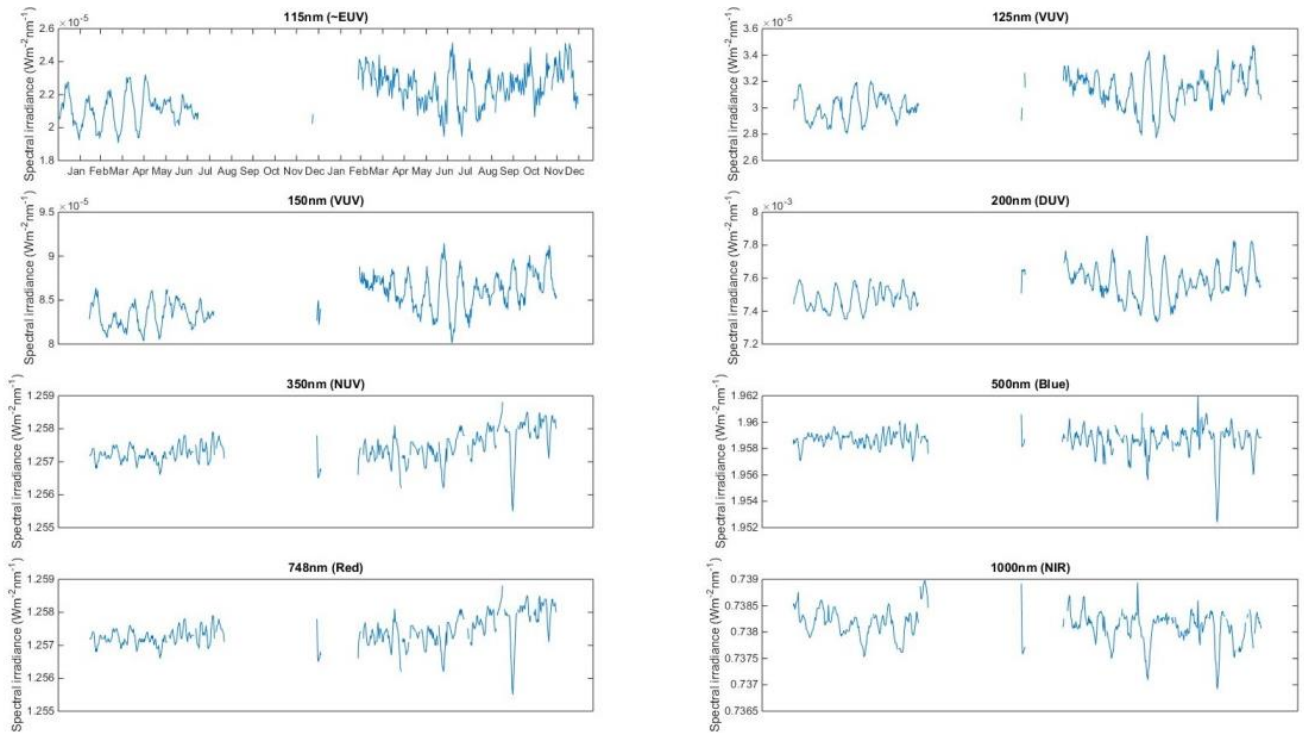 115nm (~EUV)
×10-5
Spectral irradiance (Wm-2nm-1)
2.6
2.4
2.2
2
1.8
Jan Feb Mar Apr May Jun Jul Aug Sep Oct Nov Dec Jan Feb Mar Apr May Jun Jul Aug Sep Oct Nov Dec
125nm (VUV)
×10-5
Spectral irradiance (Wm-2nm-1)
3.6
3.4
3.2
3
2.8
2.6
150nm (VUV)
×10-5
Spectral irradiance (Wm-2nm-1)
9.5
9
8.5
8
200nm (DUV)
×10-3
Spectral irradiance (Wm-2nm-1)
8
7.8
7.6
7.4
7.2
350nm (NUV)
Spectral irradiance (Wm-2nm-1)
1.259
1.258
1.257
1.256
1.255
500nm (Blue)
Spectral irradiance (Wm-2nm-1)
1.962
1.96
1.958
1.956
1.954
1.952
748nm (Red)
Spectral irradiance (Wm-2nm-1)
1.259
1.258
1.257
1.256
1.255
1000nm (NIR)
Spectral irradiance (Wm-2nm-1)
0.739
0.7385
0.738
0.7375
0.737
0.7365